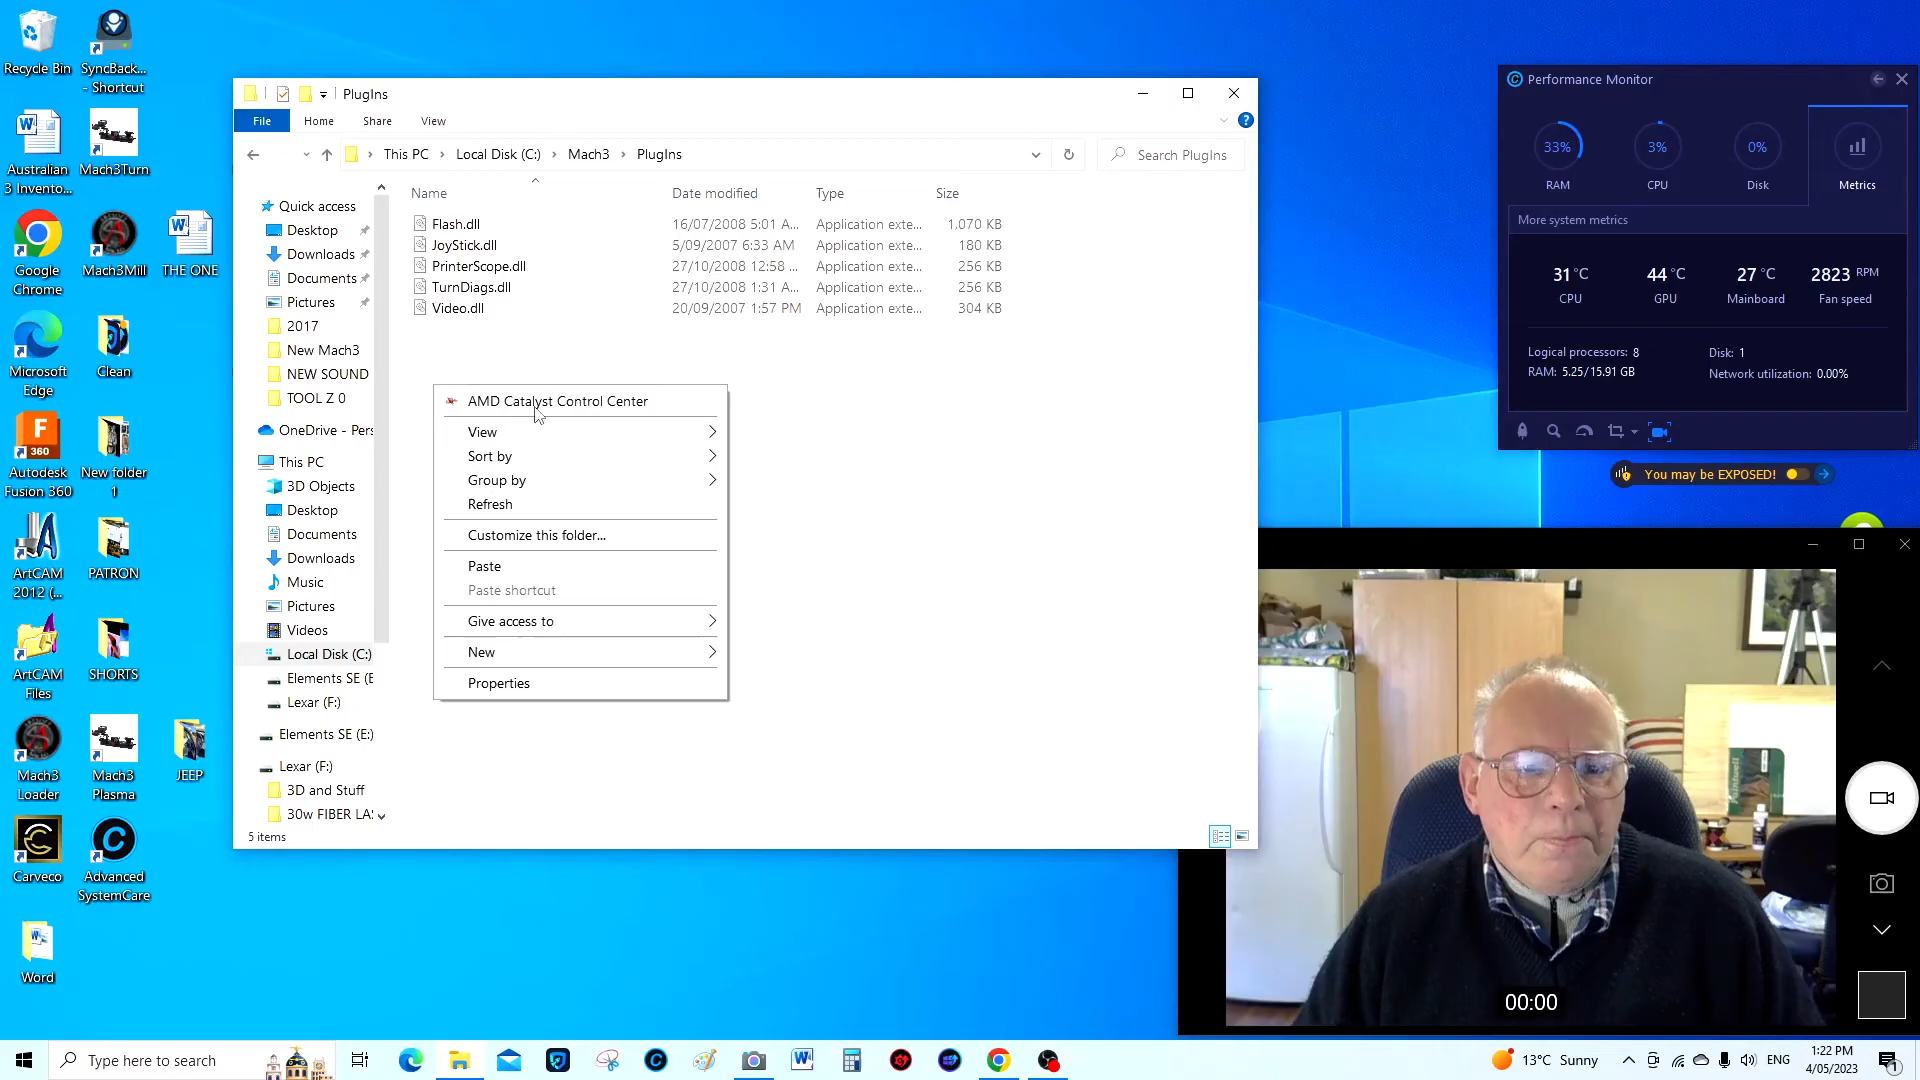 Recycle Bin
SyncBack...
- Shortcut
Australian
3 Invento...
Mach3Turn
Google
Chrome
Mach3Mill
THE ONE
Microsoft
Edge
Clean
F
360
Autodesk
Fusion 360
New folder
1
ArtCAM
2012 (...
PATRON
ArtCAM
Files
SHORTS
Mach3
Loader
Mach3
Plasma
JEEP
Carveco
Advanced
SystemCare
Word
PlugIns
File
Home
Share
View
This PC
Local Disk (C:)
Mach3
PlugIns
Search PlugIns
Name
Date modified
Type
Size
Flash.dll 16/07/2008 5:01 A... Application exte... 1,070 KB
JoyStick.dll 5/09/2007 6:33 AM Application exte... 180 KB
PrinterScope.dll 27/10/2008 12:58 ... Application exte... 256 KB
TurnDiags.dll 27/10/2008 1:31 A... Application exte... 256 KB
Video.dll 20/09/2007 1:57 PM Application exte... 304 KB
Quick access
Desktop
Downloads
Documents
Pictures
2017
New Mach3
NEW SOUND
TOOL Z 0
OneDrive - Pers
This PC
3D Objects
Desktop
Documents
Downloads
Music
Pictures
Videos
Local Disk (C:)
Elements SE (E
Lexar (F:)
Elements SE (E:)
Lexar (F:)
3D and Stuff
30w FIBER LA
5 items
AMD Catalyst Control Center
View
Sort by
Group by
Refresh
Customize this folder...
Paste
Paste shortcut
Give access to
New
Properties
Performance Monitor
33%
3%
0%
RAM
CPU
Disk
Metrics
More system metrics
31 °C
44 °C
27 °C
2823 RPM
CPU
GPU
Mainboard
Fan speed
Logical processors: 8
Disk: 1
RAM: 5.25/15.91 GB
Network utilization: 0.00%
You may be EXPOSED!
00:00
Type here to search
13°C Sunny
ENG
1:22 PM
4/05/2023
1